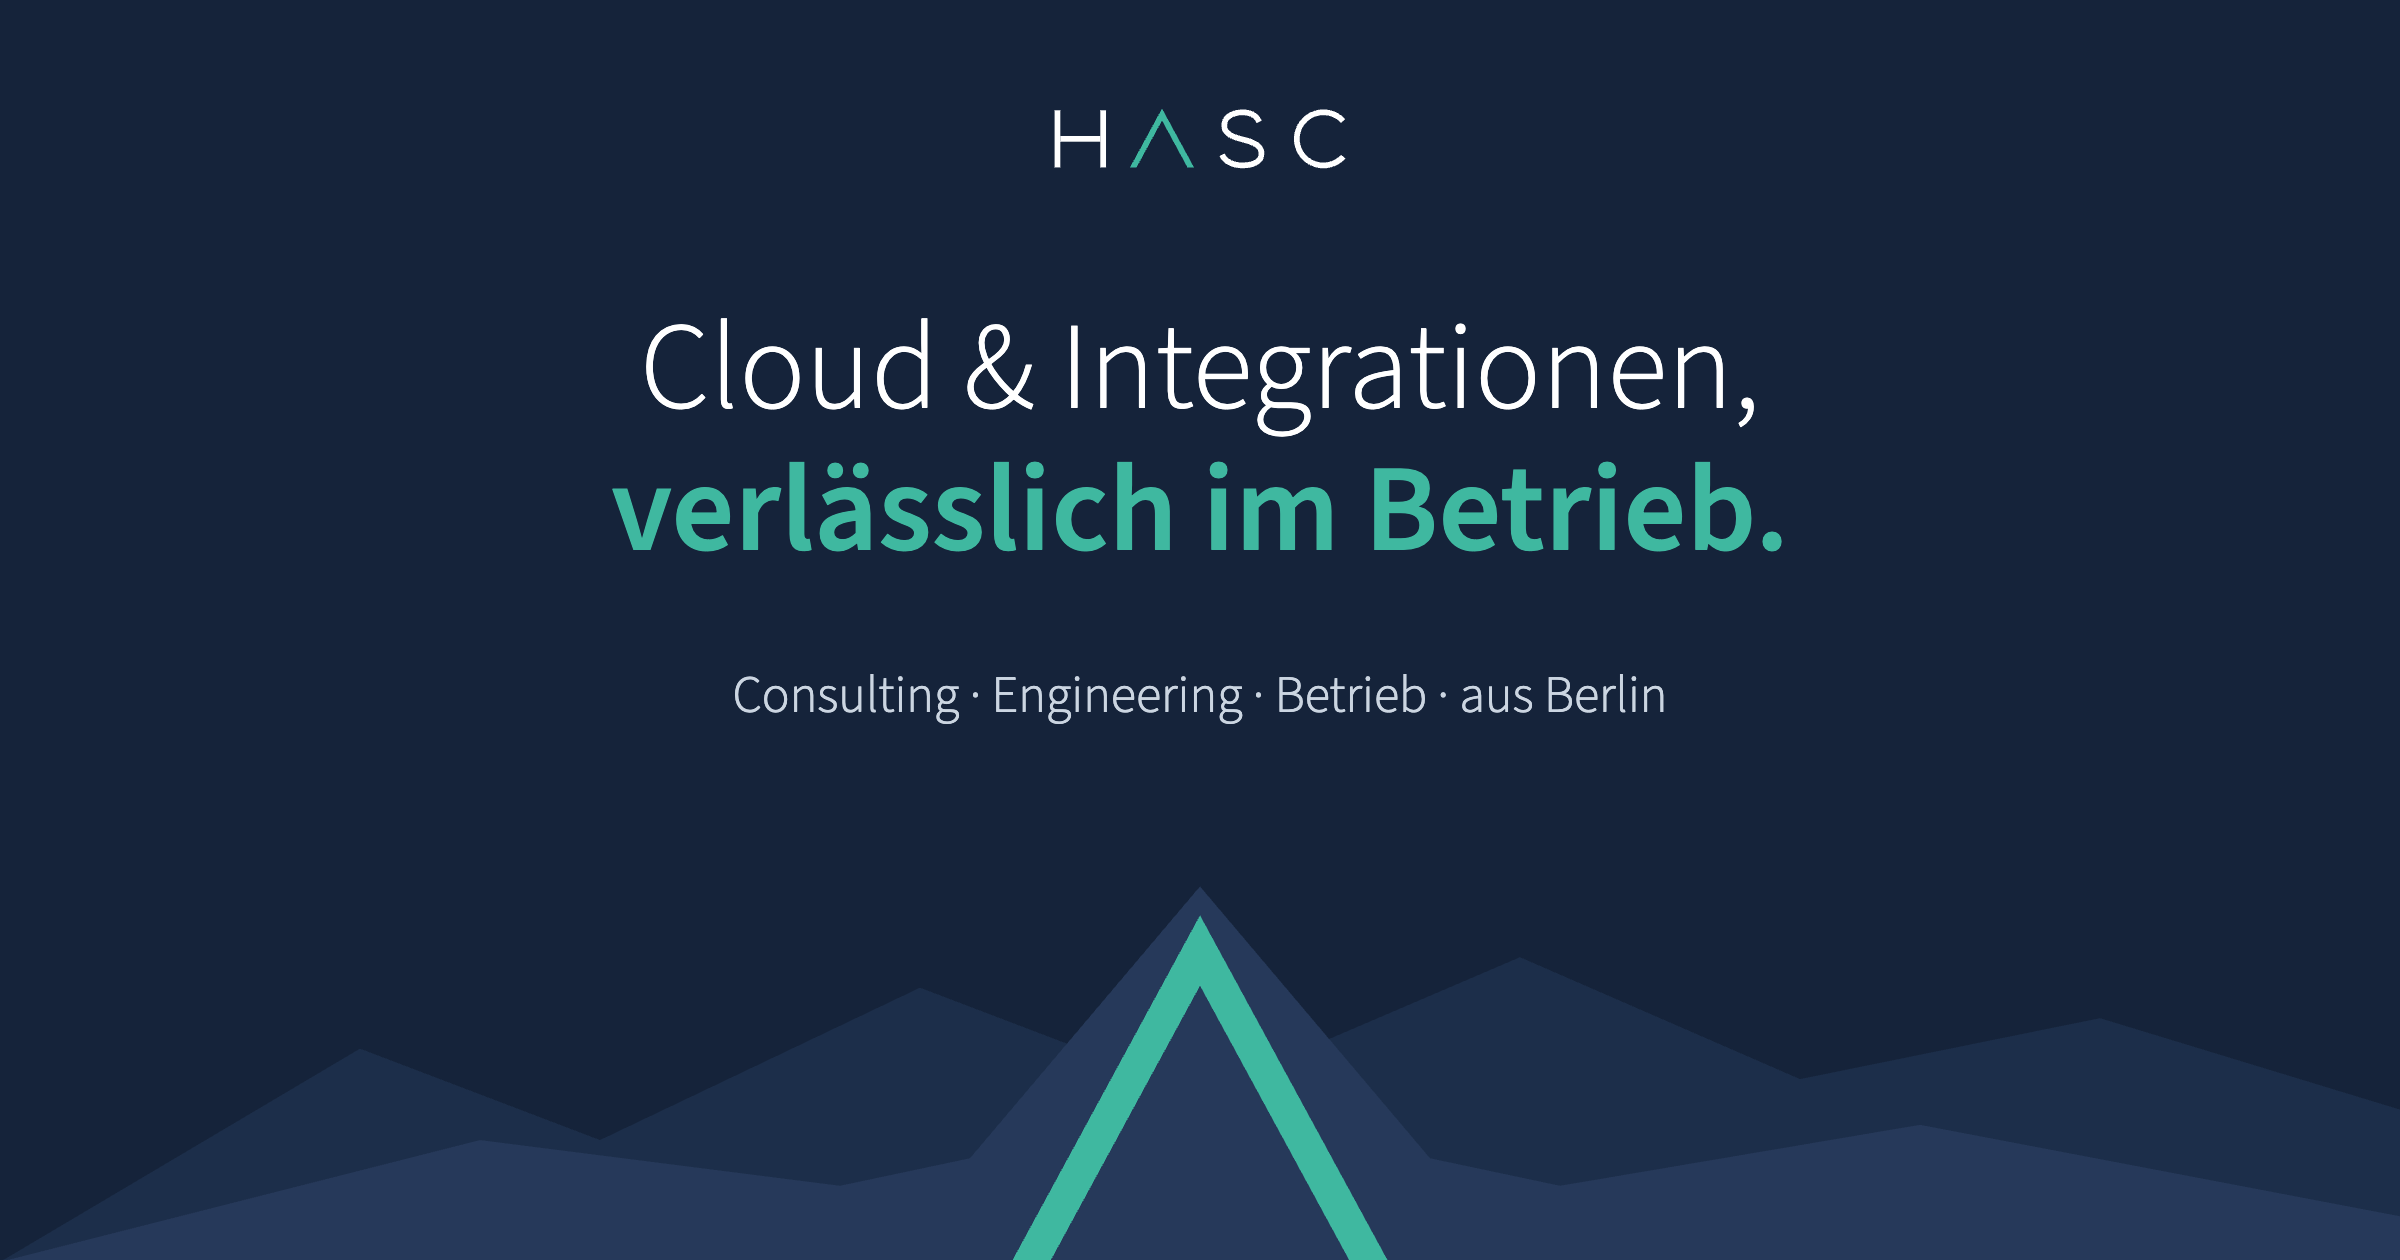 HASC
Cloud & Integrationen,
verlässlich im Betrieb.
Consulting · Engineering · Betrieb · aus Berlin